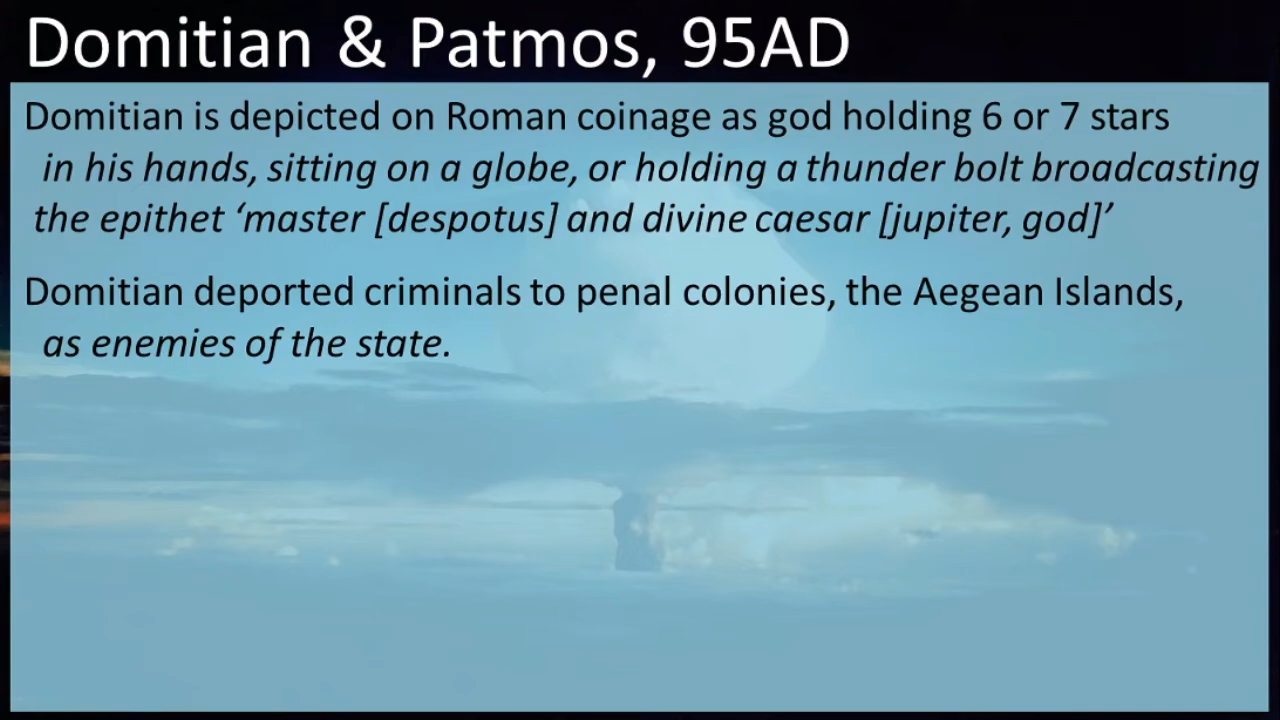 Domitian & Patmos, 95AD
Domitian is depicted on Roman coinage as god holding 6 or 7 stars
in his hands, sitting on a globe, or holding a thunder bolt broadcasting
the epithet ‘master [despotus] and divine caesar [jupiter, god]’
Domitian deported criminals to penal colonies, the Aegean Islands,
as enemies of the state.